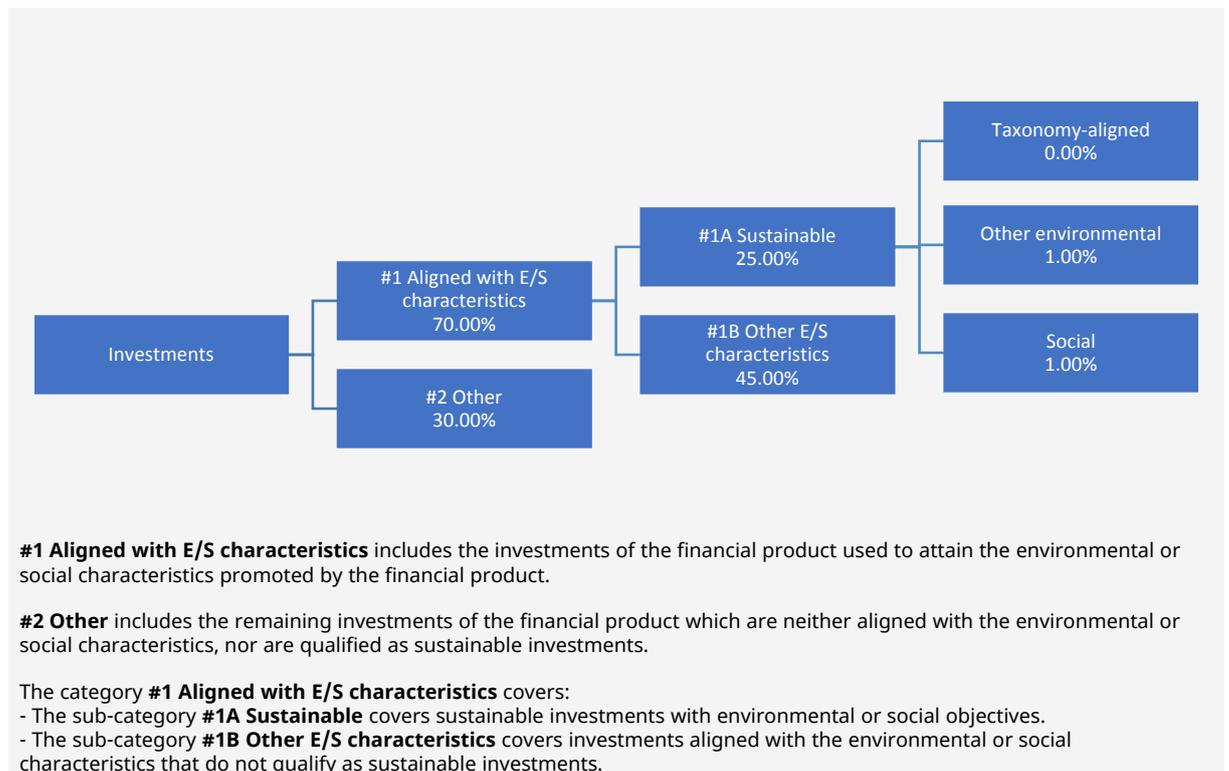 Taxonomy-aligned
0.00%
#1A Sustainable
25.00%
Other environmental
1.00%
#1 Aligned with E/S
characteristics
70.00%
Investments
#1B Other E/S
characteristics
45.00%
Social
1.00%
#2 Other
30.00%
#1 Aligned with E/S characteristics includes the investments of the financial product used to attain the environmental or
social characteristics promoted by the financial product.
#2 Other includes the remaining investments of the financial product which are neither aligned with the environmental or
social characteristics, nor are qualified as sustainable investments.
The category #1 Aligned with E/S characteristics covers:
- The sub-category #1A Sustainable covers sustainable investments with environmental or social objectives.
- The sub-category #1B Other E/S characteristics covers investments aligned with the environmental or social
characteristics that do not qualify as sustainable investments.